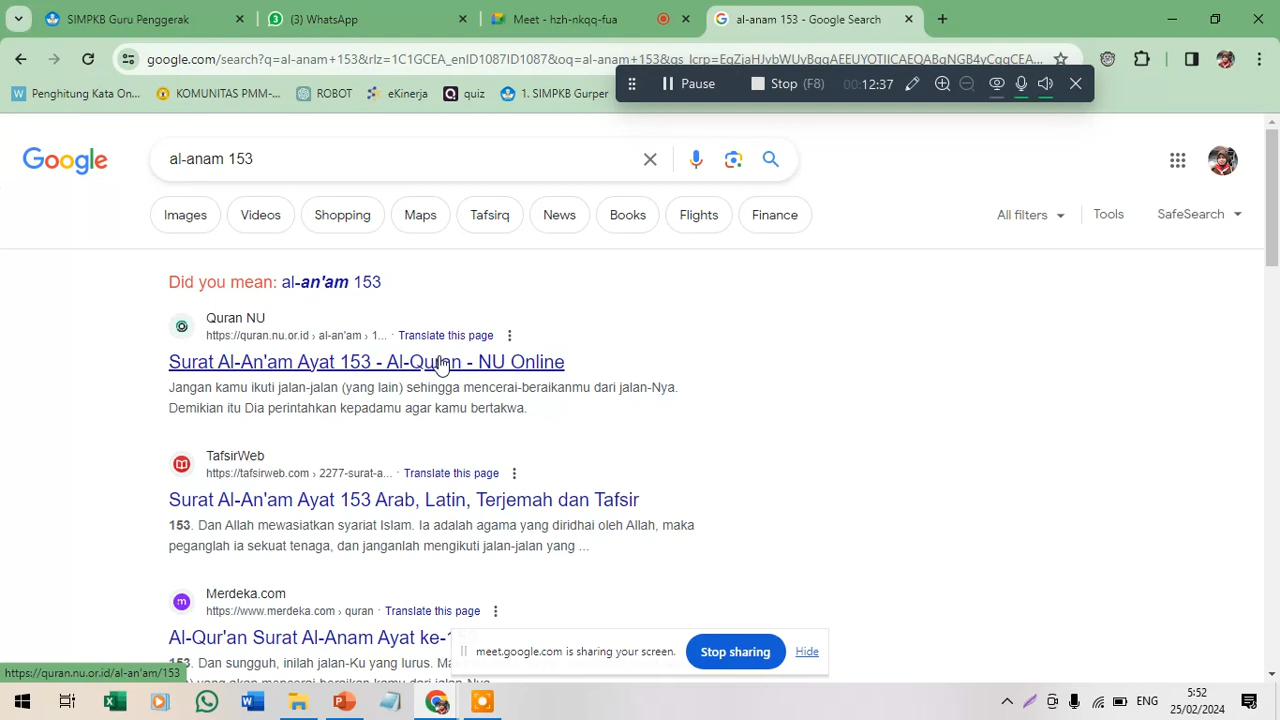 SIMPKB Guru Penggerak
(3) WhatsApp
Meet - hzh-nkqq-fua
al-anam 153 - Google Search
google.com/search?q=al-anam+153&rlz=1C1GCEA_enID1087ID1087&oq=al-anam+153&gs_lcrp=
Pause
Stop (F8)
00:12:37
Penghitung Kata On...
KOMUNITAS PMM-...
ROBOT
eKinerja
quiz
1. SIMPKB Gurper
Google
al-anam 153
Images
Videos
Shopping
Maps
Tafsirq
News
Books
Flights
Finance
All filters
Tools
SafeSearch
Did you mean: al-an'am 153
Quran NU
https://quran.nu.or.id › al-an'am › 1... · Translate this page
Surat Al-An'am Ayat 153 - Al-Quran - NU Online
Jangan kamu ikuti jalan-jalan (yang lain) sehingga mencerai-beraikanmu dari jalan-Nya.
Demikian itu Dia perintahkan kepadamu agar kamu bertakwa.
TafsirWeb
https://tafsirweb.com › 2277-surat-a... · Translate this page
Surat Al-An'am Ayat 153 Arab, Latin, Terjemah dan Tafsir
153. Dan Allah mewasiatkan syariat Islam. Ia adalah agama yang diridhai oleh Allah, maka
peganglah ia sekuat tenaga, dan janganlah mengikuti jalan-jalan yang ...
Merdeka.com
https://www.merdeka.com › quran · Translate this page
Al-Qur'an Surat Al-Anam Ayat ke-1
153. Dan sungguh, inilah jalan-Ku yang lurus.
meet.google.com is sharing your screen.
Stop sharing
Hide
https://quran.nu.or.id/al-an'am/153
ENG
5:52
25/02/2024